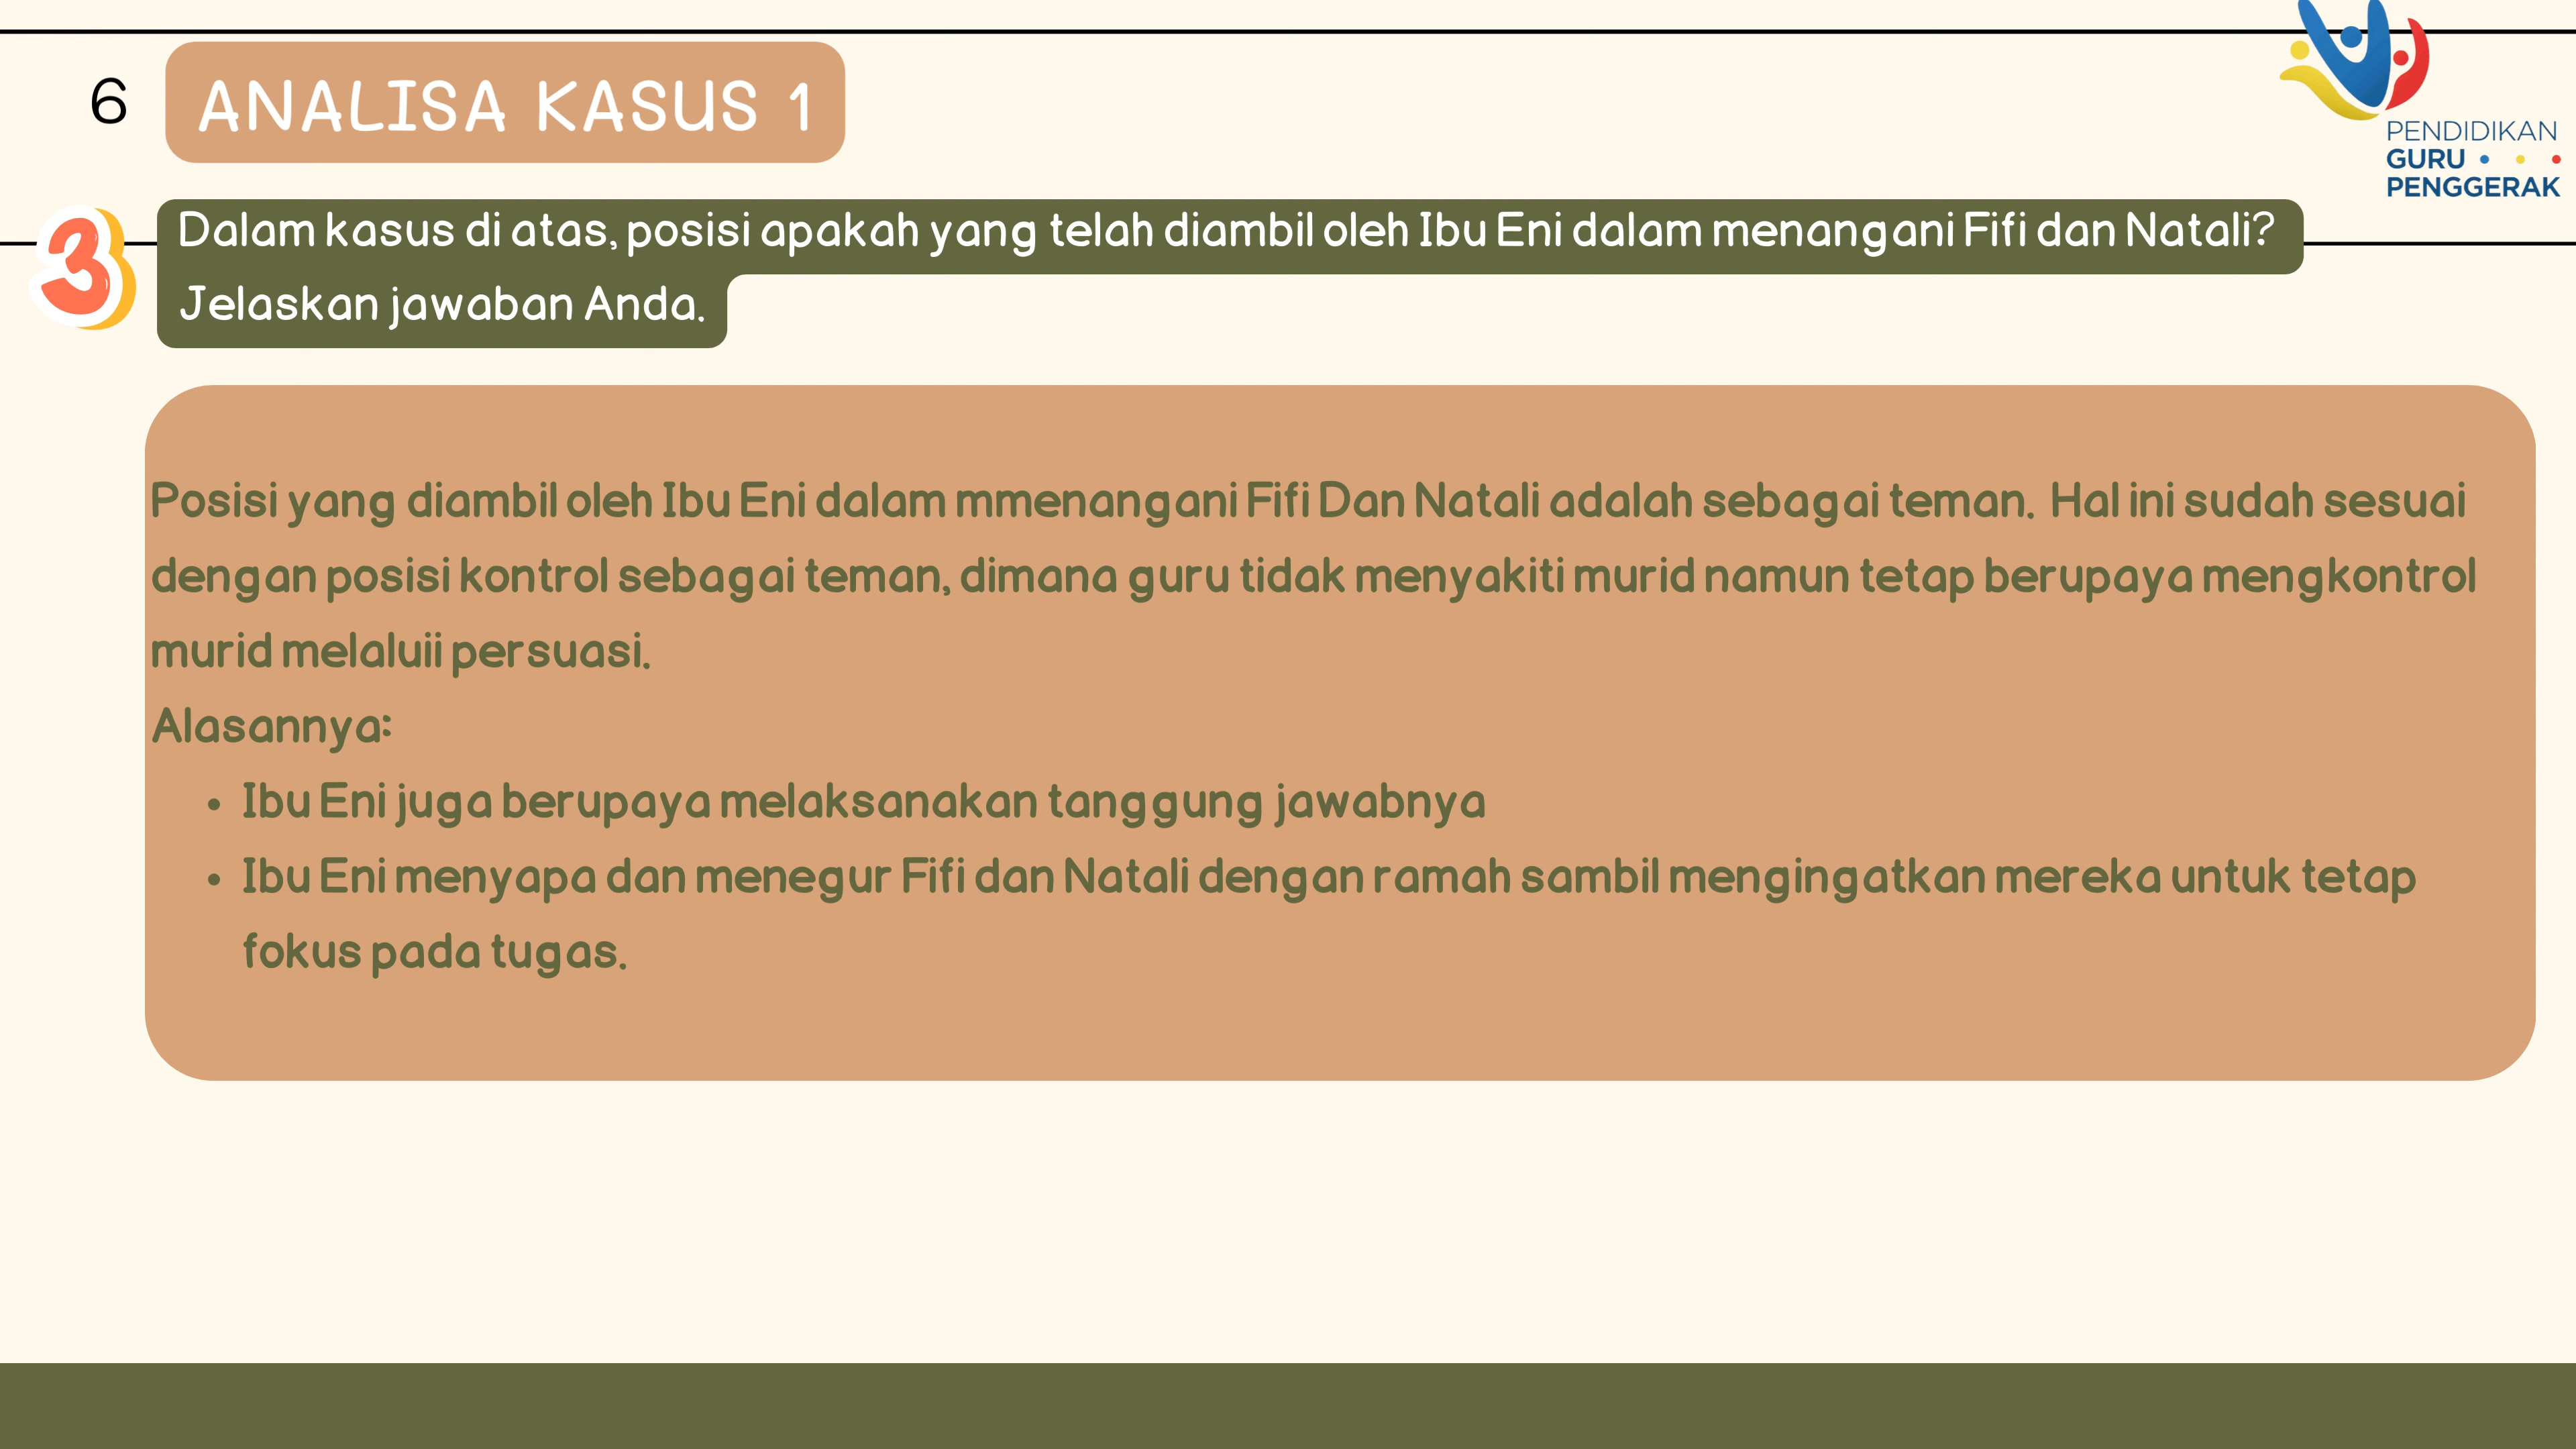 6
ANALISA KASUS 1
PENDIDIKAN
GURU
PENGGERAK
3
Dalam kasus di atas, posisi apakah yang telah diambil oleh Ibu Eni dalam menangani Fifi dan Natali?
Jelaskan jawaban Anda.
Posisi yang diambil oleh Ibu Eni dalam mmenangani Fifi Dan Natali adalah sebagai teman. Hal ini sudah sesuai
dengan posisi kontrol sebagai teman, dimana guru tidak menyakiti murid namun tetap berupaya mengkontrol
murid melaluii persuasi.
Alasannya:
• Ibu Eni juga berupaya melaksanakan tanggung jawabnya
• Ibu Eni menyapa dan menegur Fifi dan Natali dengan ramah sambil mengingatkan mereka untuk tetap
fokus pada tugas.